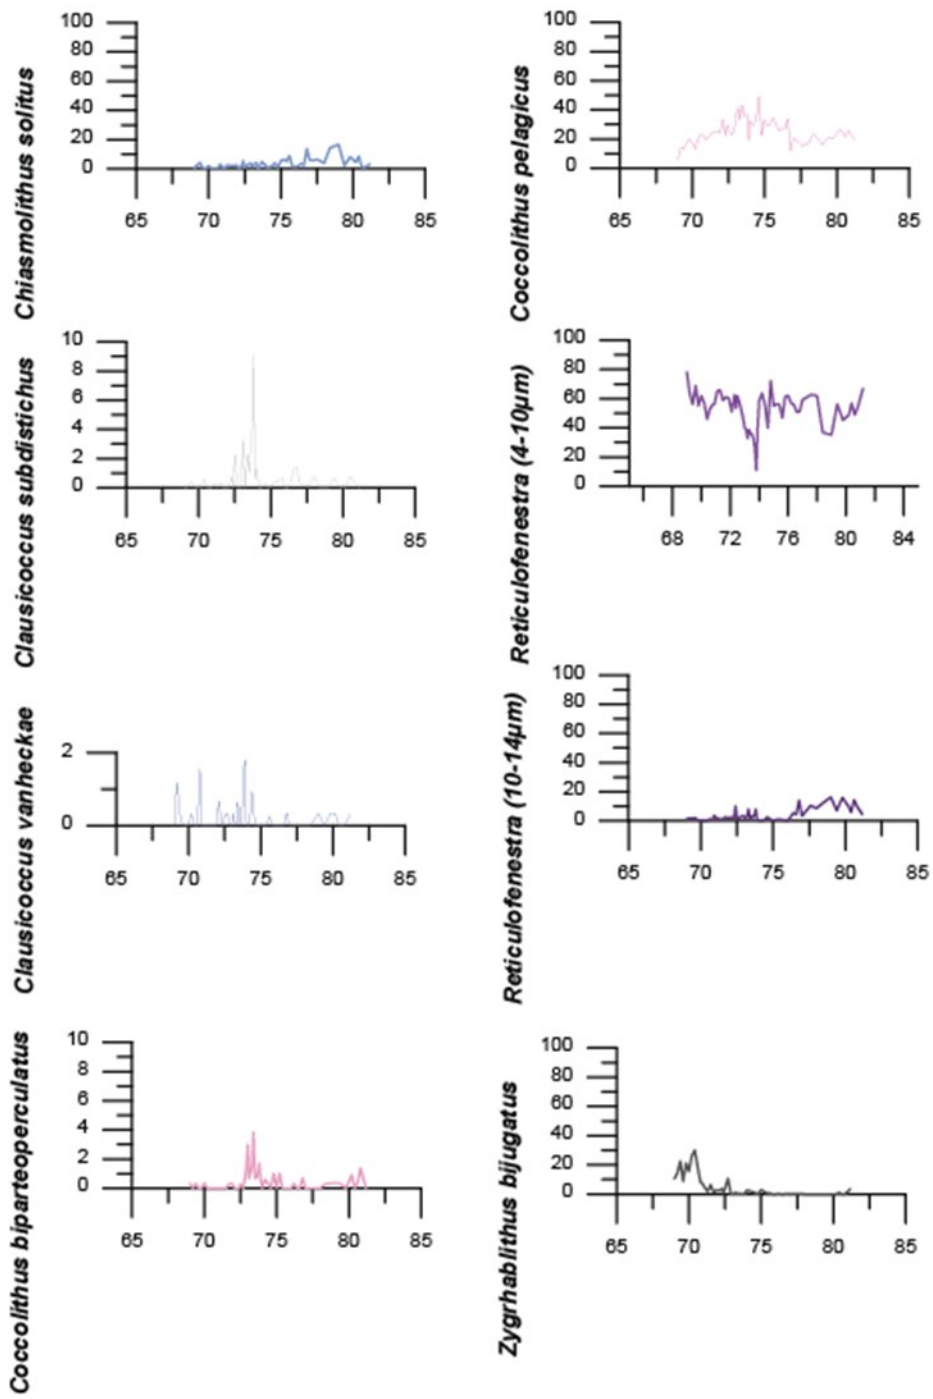 Chiasmolithus solitus
100
80
60
40
20
0
65 70 75 80 85
Coccolithus pelagicus
100
80
60
40
20
0
65 70 75 80 85
Clausicoccus subdistichus
10
8
6
4
2
0
65 70 75 80 85
Reticulofenestra (4-10μm)
100
80
60
40
20
0
68 72 76 80 84
Clausicoccus vanheckae
2
0
65 70 75 80 85
Reticulofenestra (10-14μm)
100
80
60
40
20
0
65 70 75 80 85
Coccolithus biparteoperculatus
10
8
6
4
2
0
65 70 75 80 85
Zygrhablithus bijugatus
100
80
60
40
20
0
65 70 75 80 85